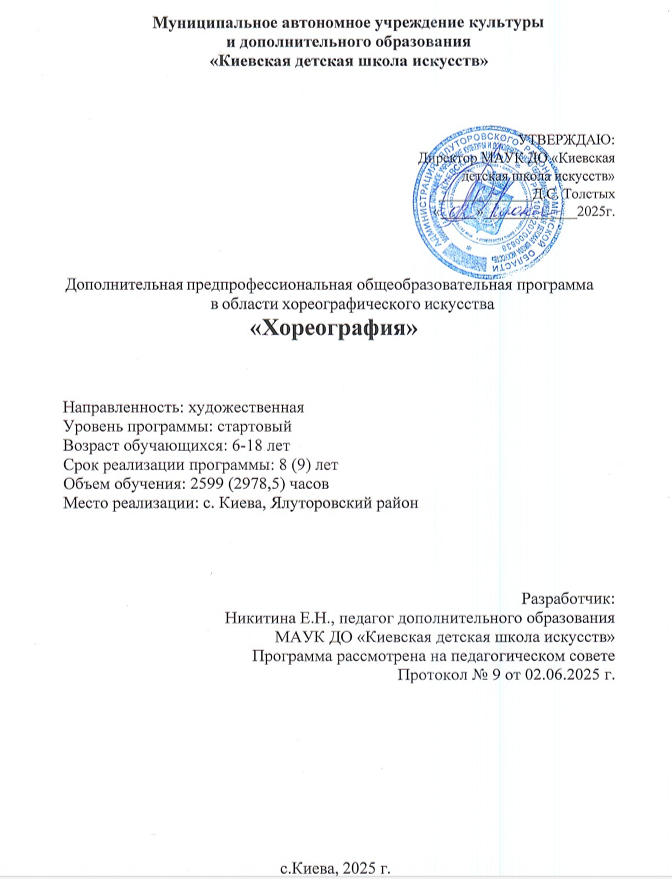 Муниципальное автономное учреждение культуры
и дополнительного образования
«Киевская детская школа искусств»
УТВЕРЖДАЮ:
Директор МАУК ДО «Киевская
детская школа искусств»
Д.С. Толстых
2025г.
Дополнительная предпрофессиональная общеобразовательная программа
в области хореографического искусства
«Хореография»
Направленность: художественная
Уровень программы: стартовый
Возраст обучающихся: 6-18 лет
Срок реализации программы: 8 (9) лет
Объем обучения: 2599 (2978,5) часов
Место реализации: с. Киева, Ялуторовский район
Разработчик:
Никитина Е.Н., педагог дополнительного образования
МАУК ДО «Киевская детская школа искусств»
Программа рассмотрена на педагогическом совете
Протокол № 9 от 02.06.2025 г.
с.Киева, 2025 г.